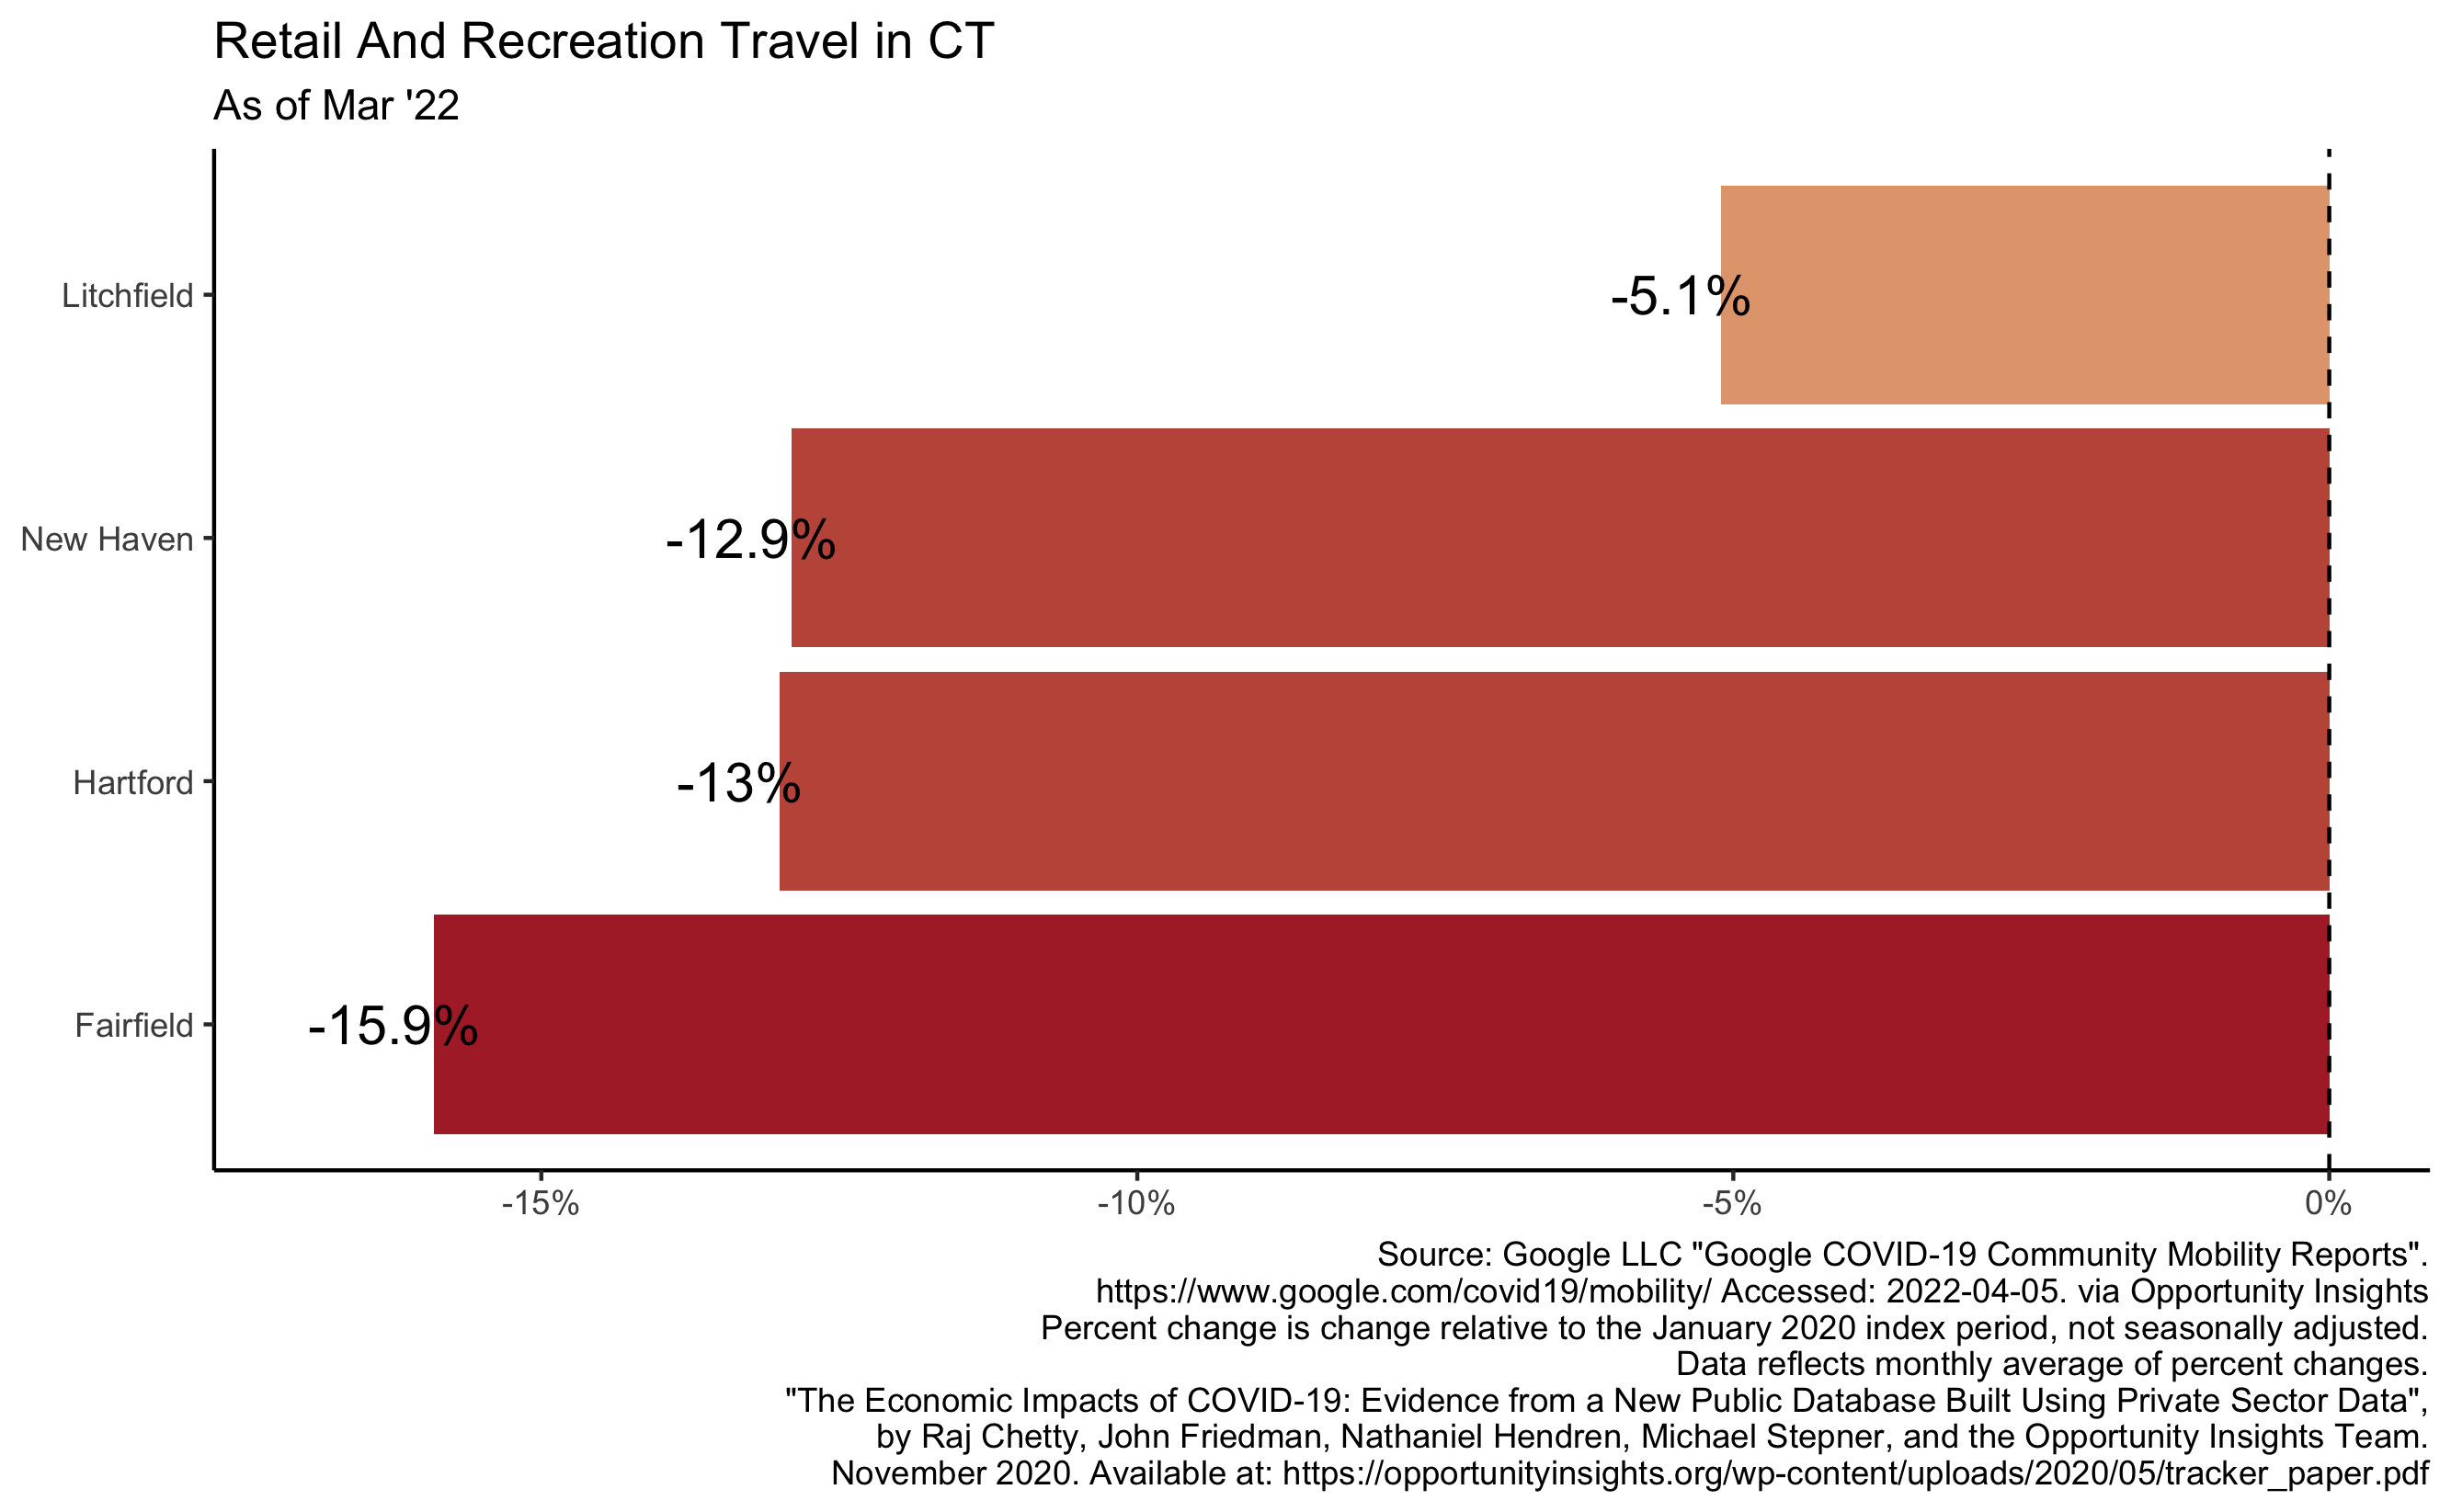 Retail And Recreation Travel in CT
As of Mar '22
Litchfield
-5.1%
New Haven
-12.9%
Hartford
-13%
Fairfield
-15.9%
-15%
-10%
-5%
0%
Source: Google LLC "Google COVID-19 Community Mobility Reports".
https://www.google.com/covid19/mobility/ Accessed: 2022-04-05. via Opportunity Insights
Percent change is change relative to the January 2020 index period, not seasonally adjusted.
Data reflects monthly average of percent changes.
"The Economic Impacts of COVID-19: Evidence from a New Public Database Built Using Private Sector Data",
by Raj Chetty, John Friedman, Nathaniel Hendren, Michael Stepner, and the Opportunity Insights Team.
November 2020. Available at: https://opportunityinsights.org/wp-content/uploads/2020/05/tracker_paper.pdf